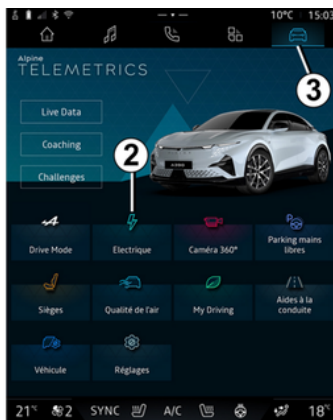 10°C 15:03
Alpine
TELEMETRICS
3
Live Data
Coaching
2
Challenges
Drive Mode
Electrique
Caméra 360°
Parking mains
libres
Sièges
Qualité de l'air
My Driving
Aides à la
conduite
Véhicule
Réglages
21° 2 SYNC A/C 18°